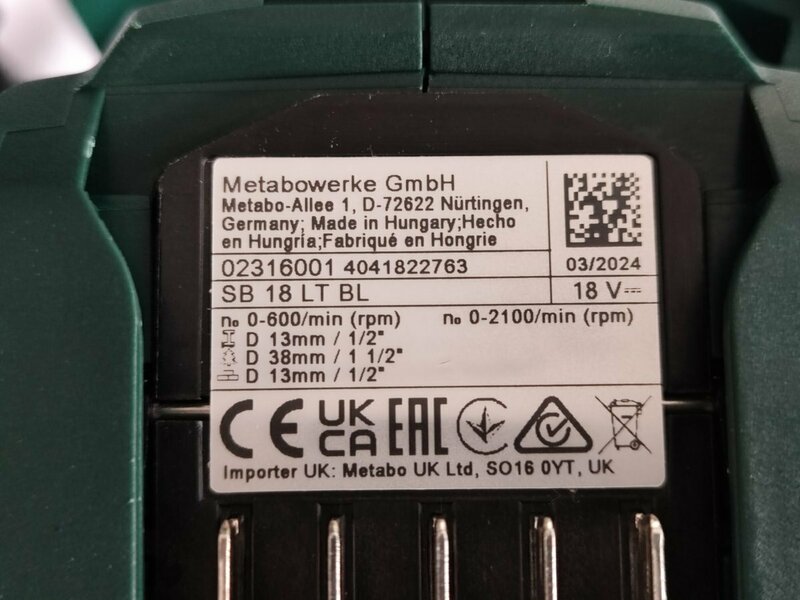 Metabowerke GmbH
Metabo-Allee 1, D-72622 Nürtingen,
Germany; Made in Hungary;Hecho
en Hungría;Fabriqué en Hongrie
02316001 4041822763
03/2024
SB 18 LT BL
18 V
n₀ 0-600/min (rpm) n₀ 0-2100/min (rpm)
D 13mm / 1/2"
D 38mm / 1 1/2"
D 13mm / 1/2"
CE UK CA EAC
Importer UK: Metabo UK Ltd, SO16 0YT, UK